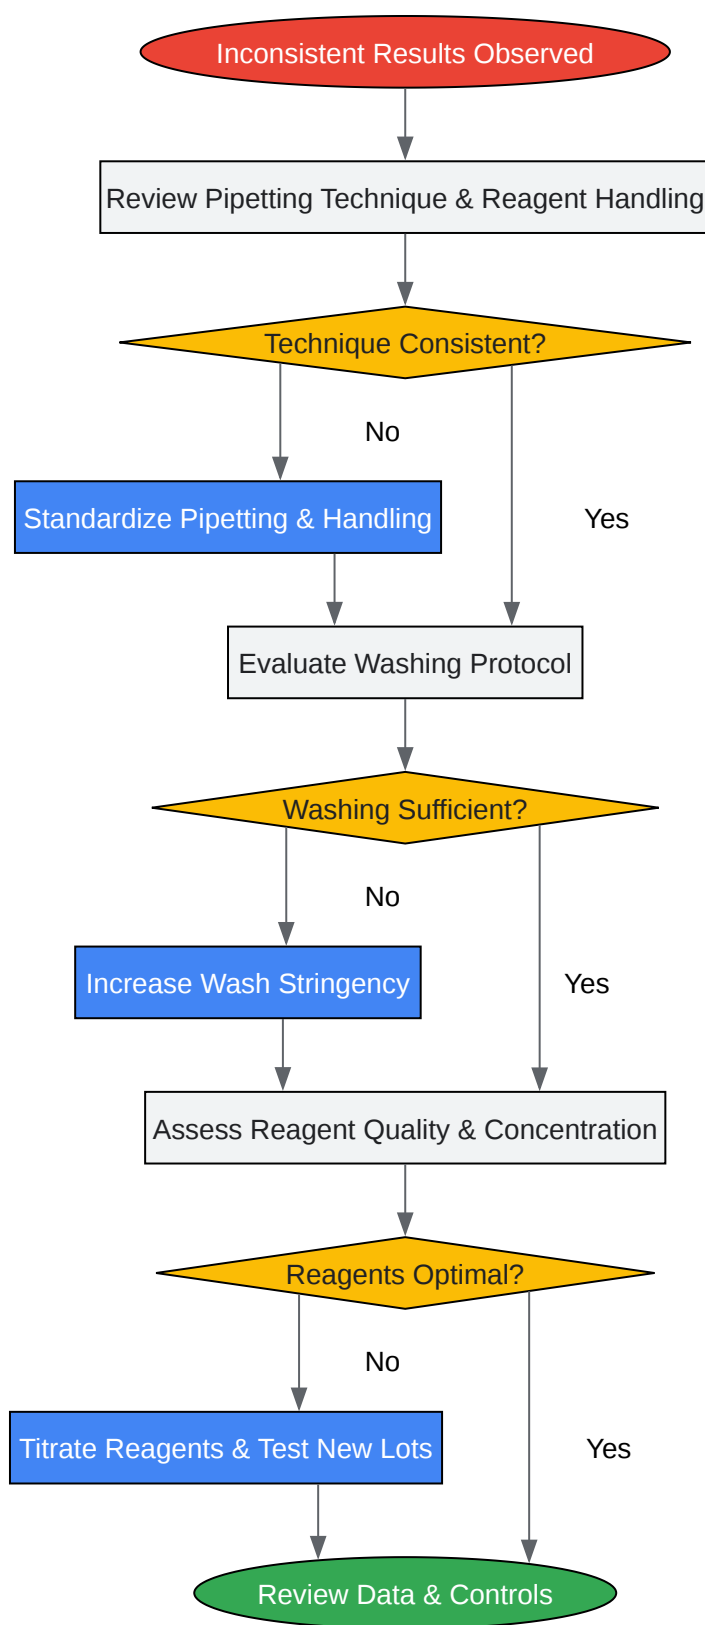 Inconsistent Results Observed
Review Pipetting Technique & Reagent Handling
Technique Consistent?
No
Standardize Pipetting & Handling
Yes
Evaluate Washing Protocol
Washing Sufficient?
No
Increase Wash Stringency
Yes
Assess Reagent Quality & Concentration
Reagents Optimal?
No
Titrate Reagents & Test New Lots
Yes
Review Data & Controls